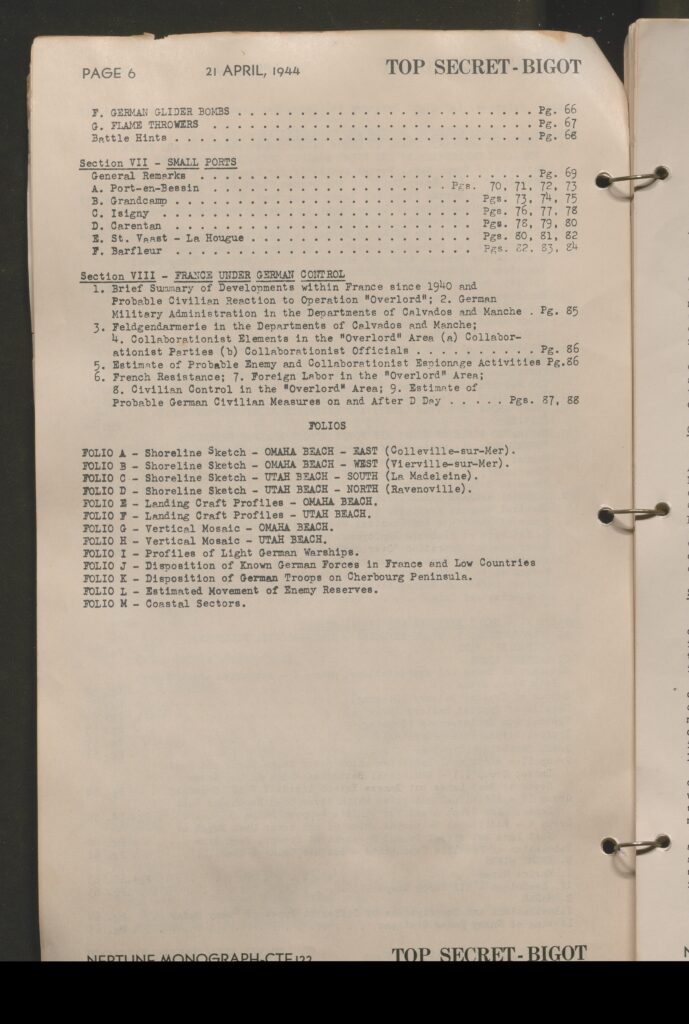 PAGE 6 21 APRIL, 1944 TOP SECRET-BIGOT
F. GERMAN GLIDER BOMBS . . . . . . . . . . . . . . . . . . . . . . . . . . Pg. 66
G. FLAME THROWERS . . . . . . . . . . . . . . . . . . . . . . . . . . . . Pg. 67
Battle Hints . . . . . . . . . . . . . . . . . . . . . . . . . . . . . . Pg. 68
Section VII - SMALL PORTS
General Remarks . . . . . . . . . . . . . . . . . . . . . . . . . . . . . Pg. 69
A. Port-en-Bessin . . . . . . . . . . . . . . . . . . . . . Pgs. 70, 71, 72, 73
B. Grandcamp . . . . . . . . . . . . . . . . . . . . . . . . . Pgs. 73, 74, 75
C. Isigny . . . . . . . . . . . . . . . . . . . . . . . . . . Pgs. 76, 77, 78
D. Carentan . . . . . . . . . . . . . . . . . . . . . . . . . Pgs. 78, 79, 80
E. St. Vaast - La Hougue . . . . . . . . . . . . . . . . . . . Pgs. 80, 81, 82
F. Barfleur . . . . . . . . . . . . . . . . . . . . . . . . . Pgs. 82, 83, 84
Section VIII - FRANCE UNDER GERMAN CONTROL
1. Brief Summary of Developments within France since 1940 and
Probable Civilian Reaction to Operation "Overlord"; 2. German
Military Administration in the Departments of Calvados and Manche . Pg. 85
3. Feldgendarmerie in the Departments of Calvados and Manche;
4. Collaborationist Elements in the "Overlord" Area (a) Collabor-
ationist Parties (b) Collaborationist Officials . . . . . . . . . . Pg. 86
5. Estimate of Probable Enemy and Collaborationist Espionage Activities Pg.86
6. French Resistance; 7. Foreign Labor in the "Overlord" Area;
8. Civilian Control in the "Overlord" Area; 9. Estimate of
Probable German Civilian Measures on and After D Day . . . . . Pgs. 87, 88
FOLIOS
FOLIO A - Shoreline Sketch - OMAHA BEACH - EAST (Colleville-sur-Mer).
FOLIO B - Shoreline Sketch - OMAHA BEACH - WEST (Vierville-sur-Mer).
FOLIO C - Shoreline Sketch - UTAH BEACH - SOUTH (La Madeleine).
FOLIO D - Shoreline Sketch - UTAH BEACH - NORTH (Ravenoville).
FOLIO E - Landing Craft Profiles - OMAHA BEACH.
FOLIO F - Landing Craft Profiles - UTAH BEACH.
FOLIO G - Vertical Mosaic - OMAHA BEACH.
FOLIO H - Vertical Mosaic - UTAH BEACH.
FOLIO I - Profiles of Light German Warships.
FOLIO J - Disposition of Known German Forces in France and Low Countries
FOLIO K - Disposition of German Troops on Cherbourg Peninsula.
FOLIO L - Estimated Movement of Enemy Reserves.
FOLIO M - Coastal Sectors.
NEPTUNE MONOGRAPH-CTF 122 TOP SECRET-BIGOT